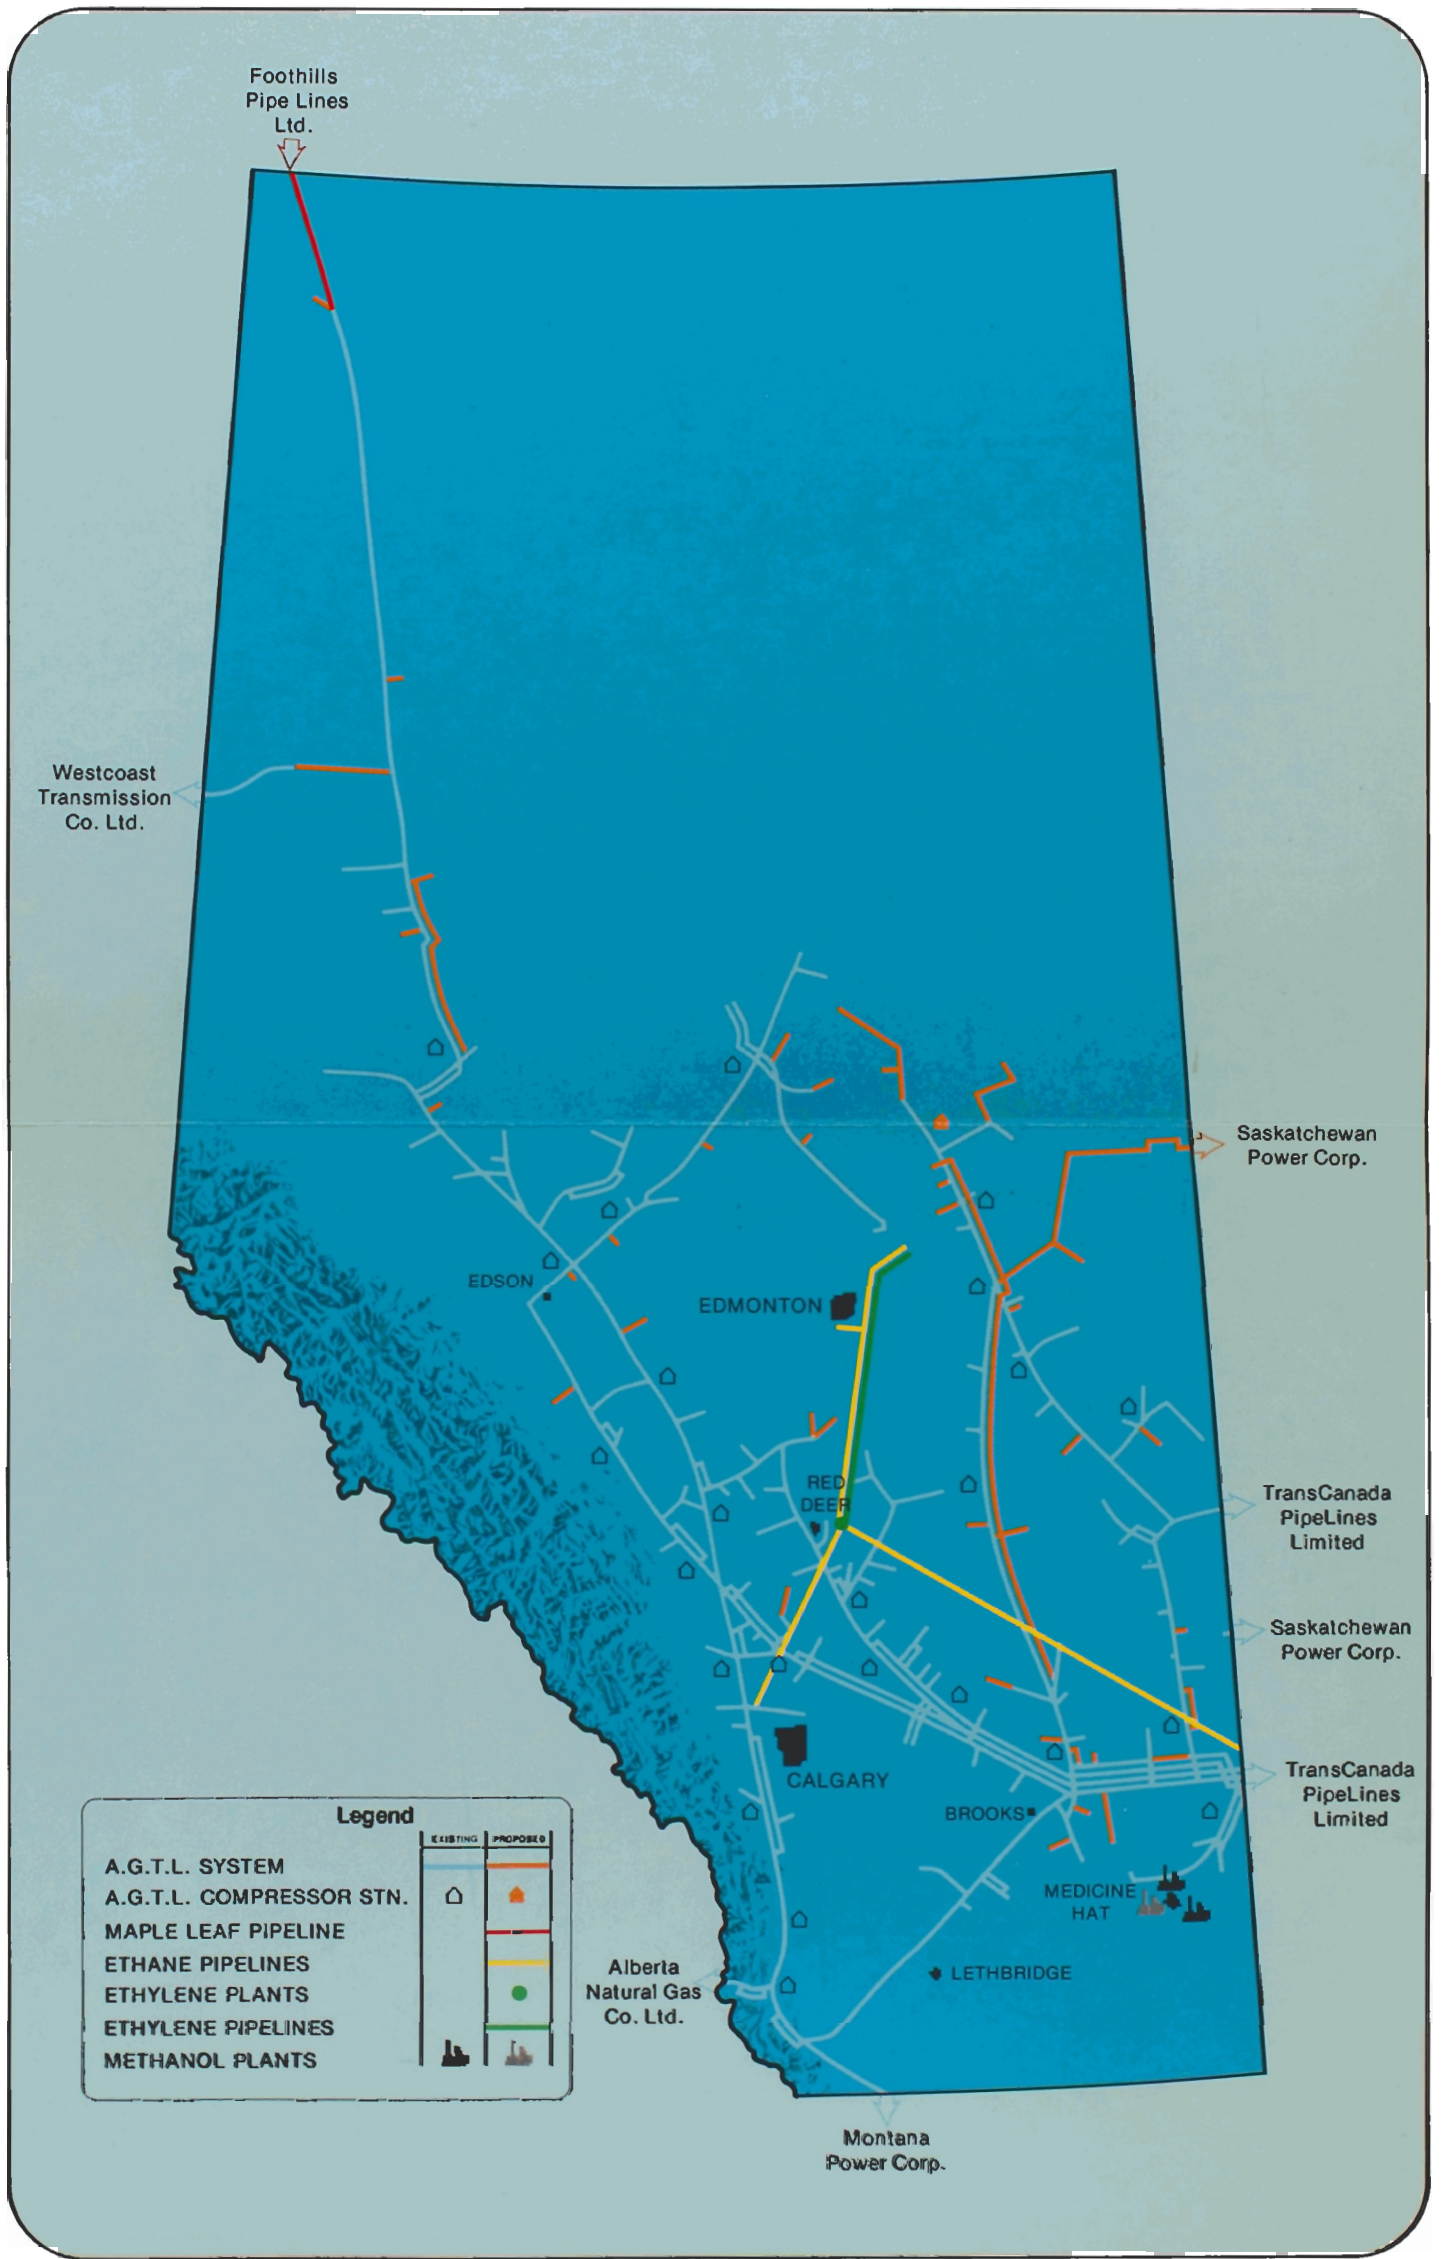 Foothills
Pipe Lines
Ltd.
Westcoast
Transmission
Co. Ltd.
Saskatchewan
Power Corp.
EDSON
EDMONTON
RED
DEER
TransCanada
PipeLines
Limited
Saskatchewan
Power Corp.
CALGARY
TransCanada
PipeLines
Limited
BROOKS
MEDICINE
HAT
LETHBRIDGE
Alberta
Natural Gas
Co. Ltd.
Montana
Power Corp.
Legend
EXISTING PROPOSED
A.G.T.L. SYSTEM
A.G.T.L. COMPRESSOR STN.
MAPLE LEAF PIPELINE
ETHANE PIPELINES
ETHYLENE PLANTS
ETHYLENE PIPELINES
METHANOL PLANTS